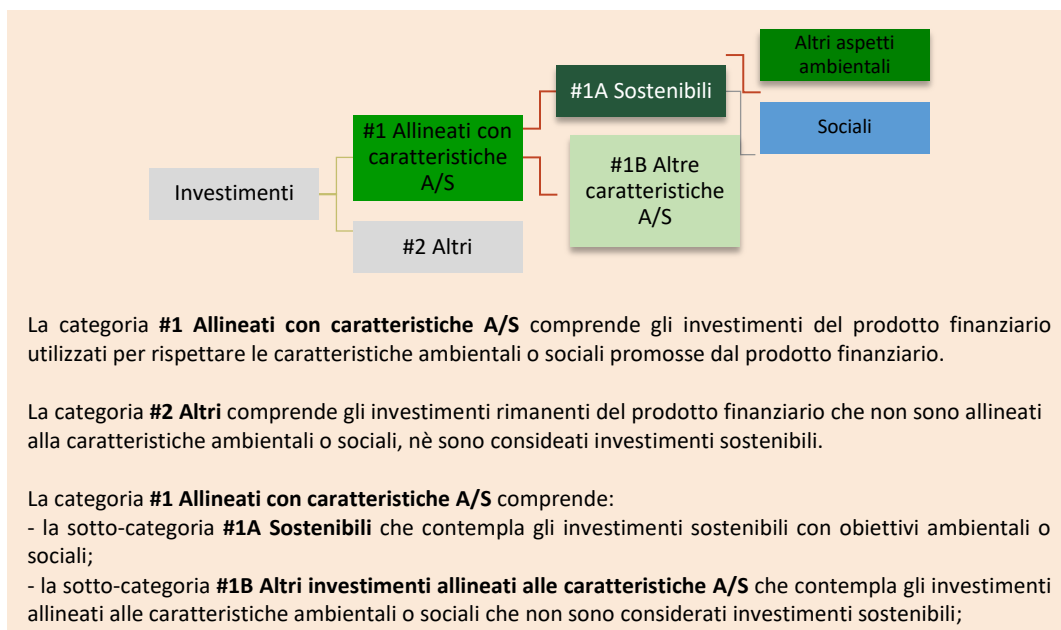 Altri aspetti
ambientali
#1A Sostenibili
Sociali
#1 Allineati con
caratteristiche
A/S
#1B Altre
caratteristiche
A/S
Investimenti
#2 Altri
La categoria #1 Allineati con caratteristiche A/S comprende gli investimenti del prodotto finanziario
utilizzati per rispettare le caratteristiche ambientali o sociali promosse dal prodotto finanziario.
La categoria #2 Altri comprende gli investimenti rimanenti del prodotto finanziario che non sono allineati
alla caratteristiche ambientali o sociali, nè sono consideati investimenti sostenibili.
La categoria #1 Allineati con caratteristiche A/S comprende:
- la sotto-categoria #1A Sostenibili che contempla gli investimenti sostenibili con obiettivi ambientali o
sociali;
- la sotto-categoria #1B Altri investimenti allineati alle caratteristiche A/S che contempla gli investimenti
allineati alle caratteristiche ambientali o sociali che non sono considerati investimenti sostenibili;